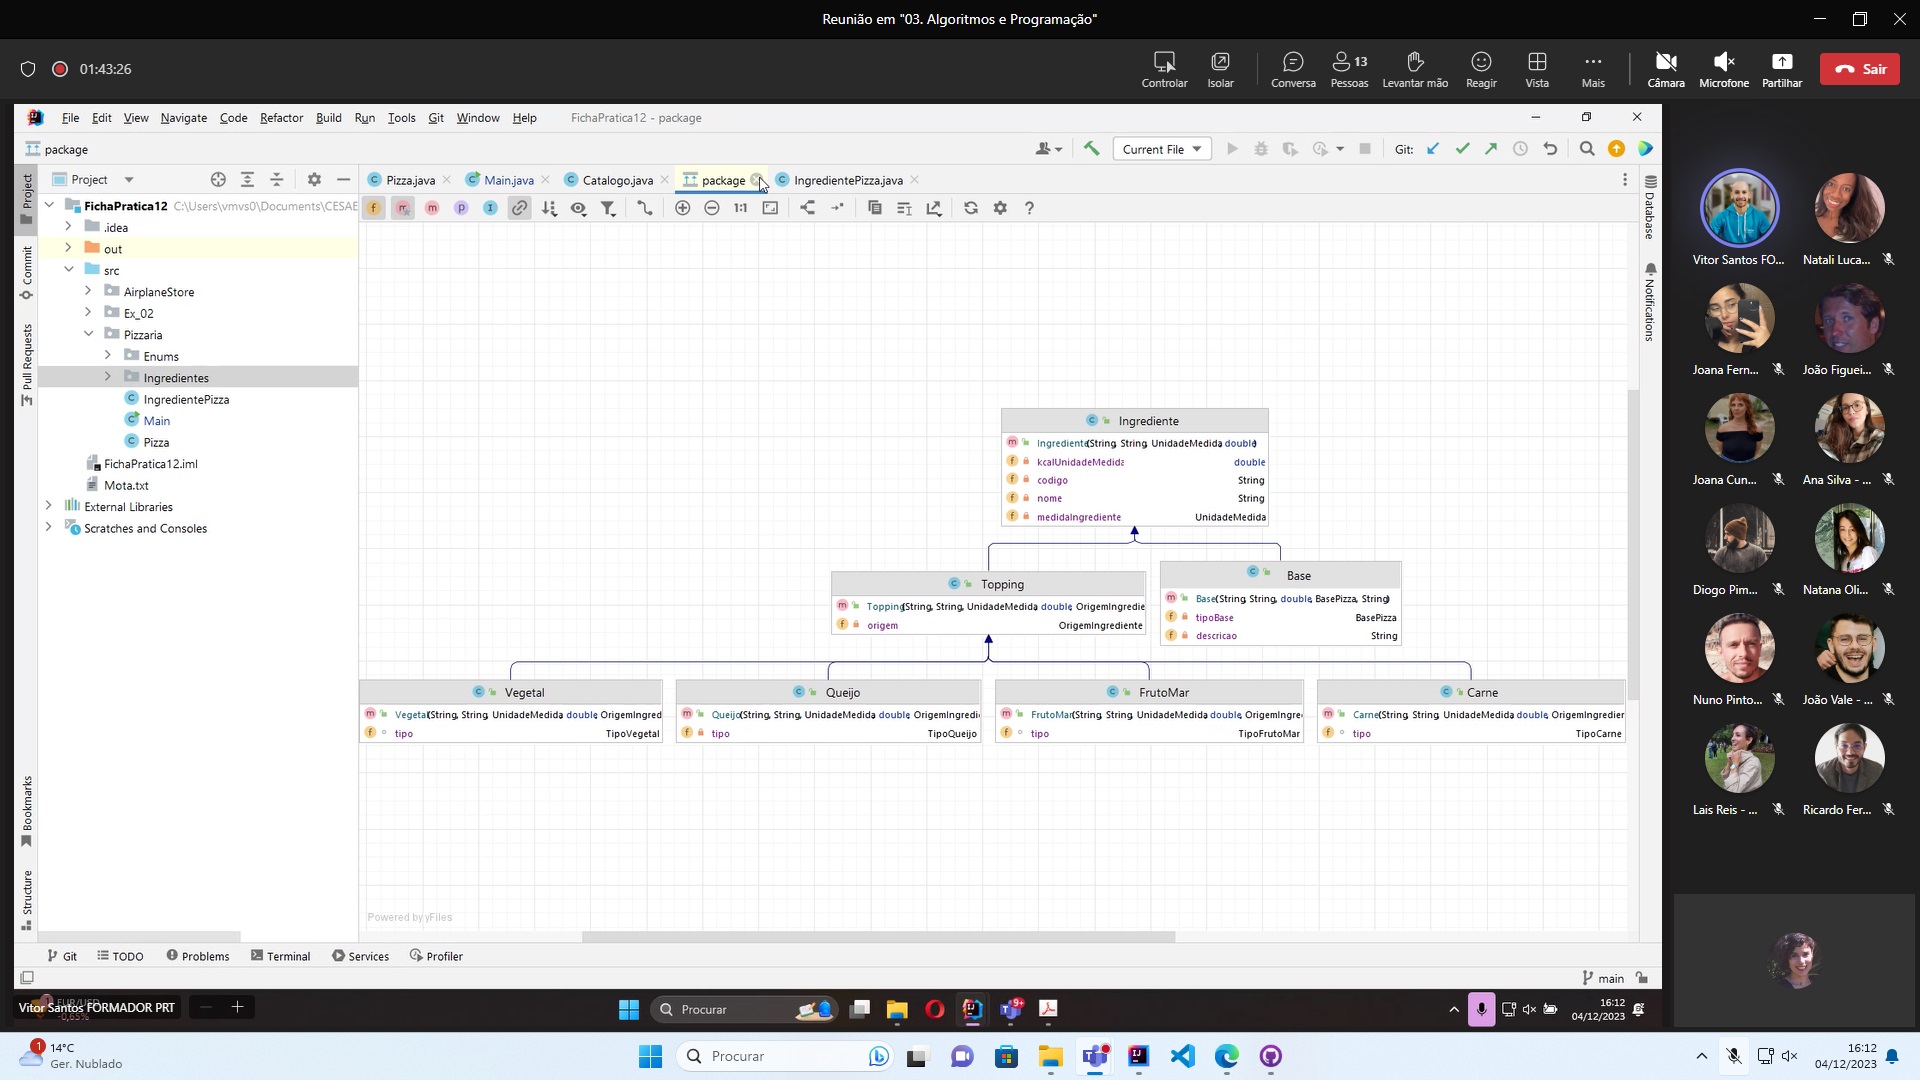 Reunião em "03. Algoritmos e Programação"
01:43:26
Controlar
Isolar
Conversa
13
Pessoas
Levantar mão
Reagir
Vista
Mais
Câmara
Microfone
Partilhar
Sair
File Edit View Navigate Code Refactor Build Run Tools Git Window Help
FichaPratica12 - package
package
Current File
Git:
Project
Pizza.java
Main.java
Catalogo.java
package
IngredientePizza.java
1:1
FichaPratica12 C:\Users\vmvs0\Documents\CESAE
.idea
out
src
AirplaneStore
Ex_02
Pizzaria
Enums
Ingredientes
IngredientePizza
Main
Pizza
FichaPratica12.iml
Mota.txt
External Libraries
Scratches and Consoles
Project
Commit
Pull Requests
Bookmarks
Structure
Database
Notifications
Ingrediente
Ingrediente(String, String, UnidadeMedida, double)
kcalUnidadeMedida double
codigo String
nome String
medidaIngrediente UnidadeMedida
Topping
Topping(String, String, UnidadeMedida, double, OrigemIngredie
origem OrigemIngrediente
Base
Base(String, String, double, BasePizza, String)
tipoBase BasePizza
descricao String
Vegetal
Vegetal(String, String, UnidadeMedida, double, OrigemIngred
tipo TipoVegetal
Queijo
Queijo(String, String, UnidadeMedida, double, OrigemIngredi
tipo TipoQueijo
FrutoMar
FrutoMar(String, String, UnidadeMedida, double, OrigemIngre
tipo TipoFrutoMar
Carne
Carne(String, String, UnidadeMedida, double, OrigemIngredier
tipo TipoCarne
Powered by yFiles
Git
TODO
Problems
Terminal
Services
Profiler
main
Vitor Santos FO...
Natali Luca...
Joana Fern...
João Figuei...
Joana Cun...
Ana Silva - ...
Diogo Pim...
Natana Oli...
Nuno Pinto...
João Vale - ...
Lais Reis - ...
Ricardo Fer...
1
EUR/USD
-0,65%
Vitor Santos FORMADOR PRT
Procurar
9+
16:12
04/12/2023
1
14°C
Ger. Nublado
Procurar
16:12
04/12/2023